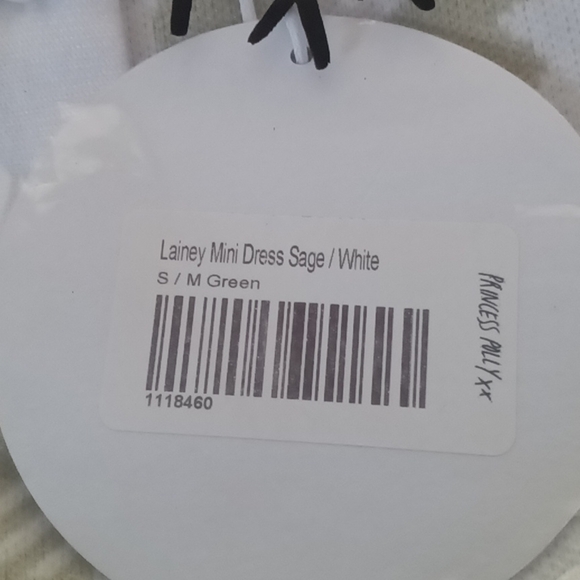 Lainey Mini Dress Sage / White
S / M Green
1118460
PRINCESS POLLY xx